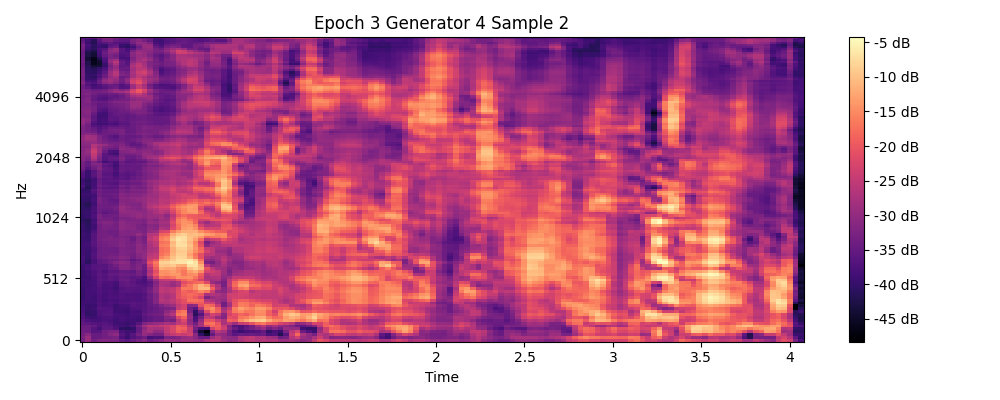 Epoch 3 Generator 4 Sample 2
Hz
4096
2048
1024
512
0
0
0.5
1
1.5
2
2.5
3
3.5
4
Time
-5 dB
-10 dB
-15 dB
-20 dB
-25 dB
-30 dB
-35 dB
-40 dB
-45 dB